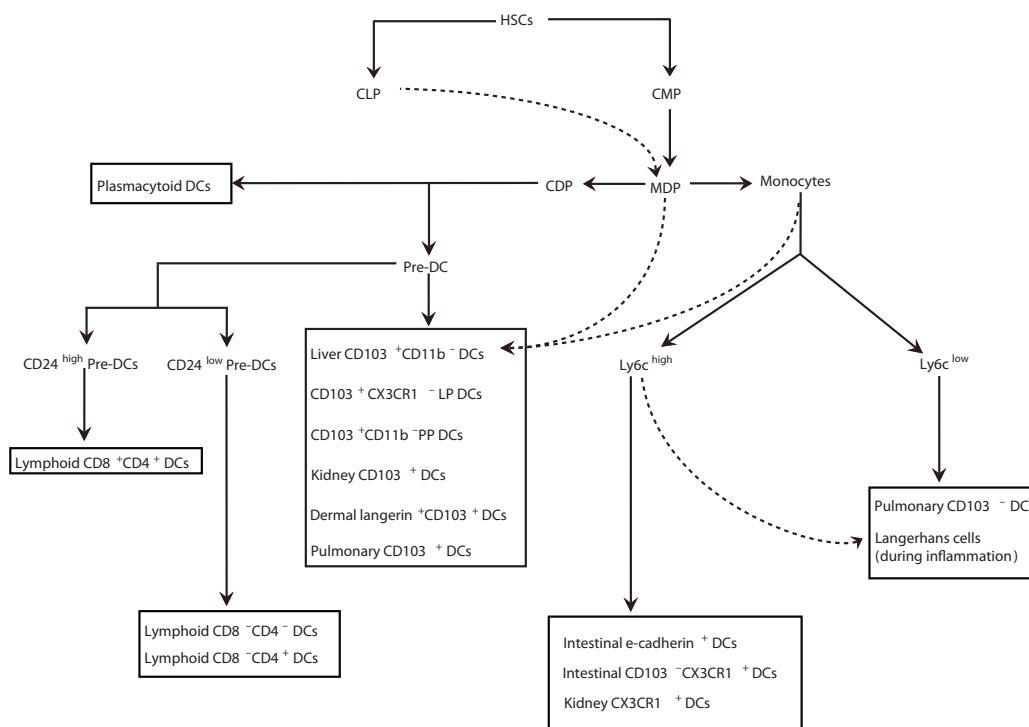 HSCs
CLP
CMP
Plasmacytoid DCs
CDP
MDP
Monocytes
Pre-DC
CD24 high Pre-DCs
CD24 low Pre-DCs
Liver CD103 +CD11b – DCs
CD103 + CX3CR1 – LP DCs
CD103 +CD11b –PP DCs
Kidney CD103 + DCs
Dermal langerin +CD103 + DCs
Pulmonary CD103 + DCs
Ly6c high
Ly6c low
Lymphoid CD8 +CD4 + DCs
Pulmonary CD103 – DC
Langerhans cells
(during inflammation)
Lymphoid CD8 –CD4 – DCs
Lymphoid CD8 –CD4 + DCs
Intestinal e-cadherin + DCs
Intestinal CD103 –CX3CR1 + DCs
Kidney CX3CR1 + DCs